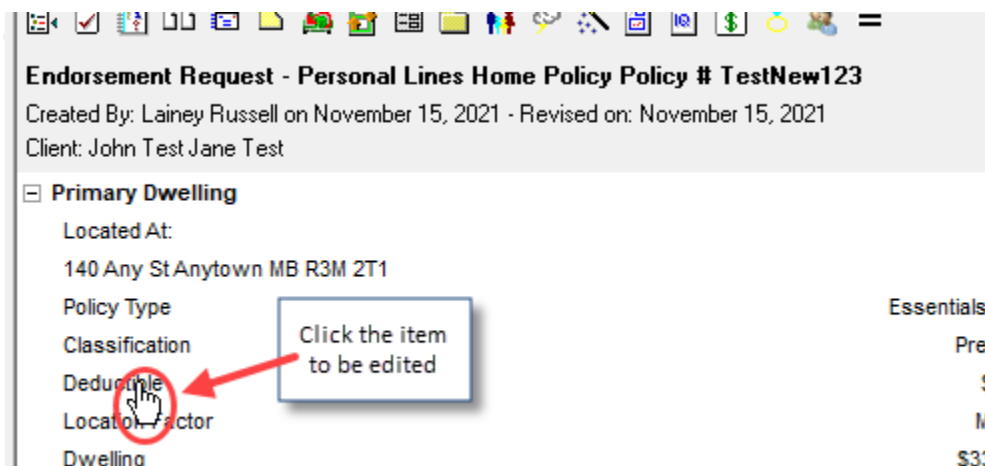 Endorsement Request - Personal Lines Home Policy Policy # TestNew123
Created By: Lainey Russell on November 15, 2021 - Revised on: November 15, 2021
Client: John Test Jane Test
Primary Dwelling
Located At:
140 Any St Anytown MB R3M 2T1
Policy Type Essentials
Classification Pre
Deductible $
Location Factor M
Dwelling $33
Click the item
to be edited